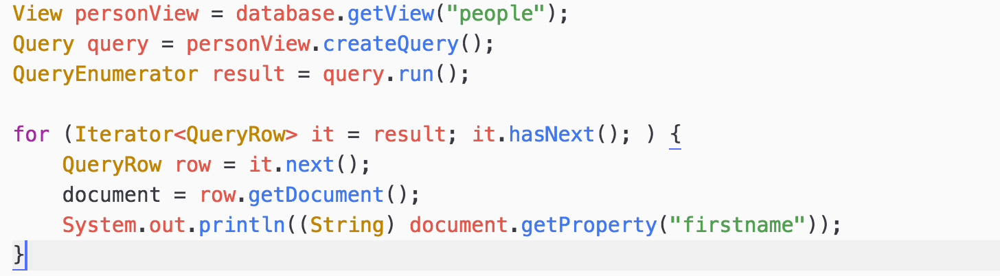 View personView = database.getView("people");
Query query = personView.createQuery();
QueryEnumerator result = query.run();

for (Iterator<QueryRow> it = result; it.hasNext(); ) {
    QueryRow row = it.next();
    document = row.getDocument();
    System.out.println((String) document.getProperty("firstname"));
}